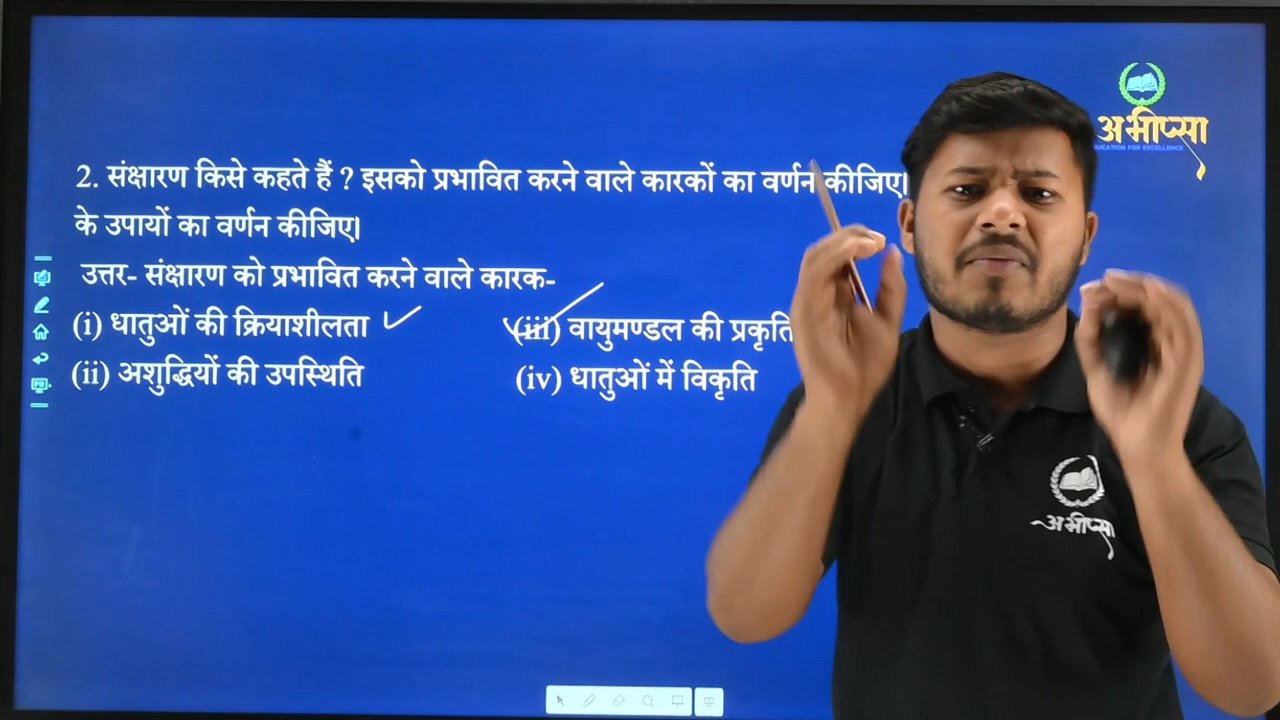 अभीप्सा
2. संक्षारण किसे कहते हैं ? इसको प्रभावित करने वाले कारकों का वर्णन कीजिए।
के उपायों का वर्णन कीजिए।
उत्तर- संक्षारण को प्रभावित करने वाले कारक-
(i) धातुओं की क्रियाशीलता
(iii) वायुमण्डल की प्रकृति
(ii) अशुद्धियों की उपस्थिति
(iv) धातुओं में विकृति
अभीप्सा